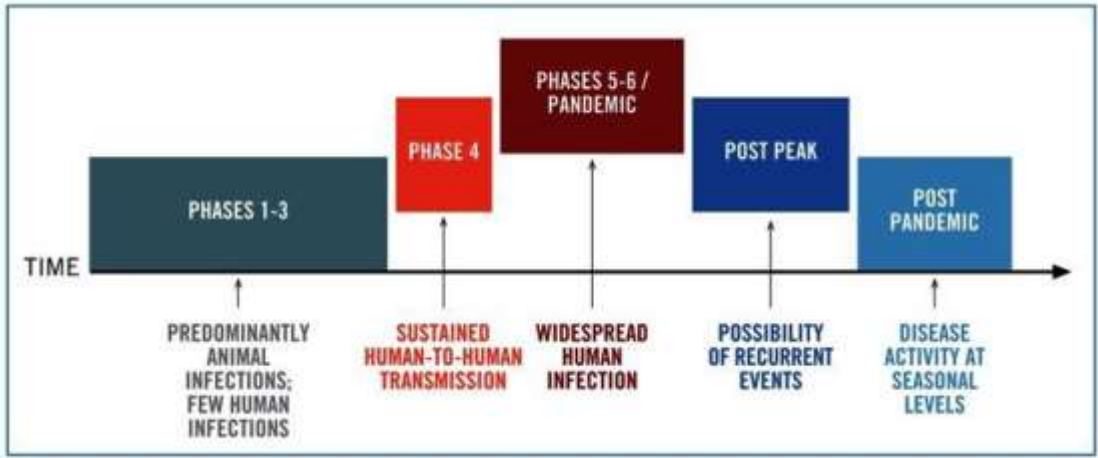 PHASES 5-6 /
PANDEMIC
PHASE 4
POST PEAK
PHASES 1-3
POST
PANDEMIC
TIME
PREDOMINANTLY
ANIMAL
INFECTIONS;
FEW HUMAN
INFECTIONS
SUSTAINED
HUMAN-TO-HUMAN
TRANSMISSION
WIDESPREAD
HUMAN
INFECTION
POSSIBILITY
OF RECURRENT
EVENTS
DISEASE
ACTIVITY AT
SEASONAL
LEVELS